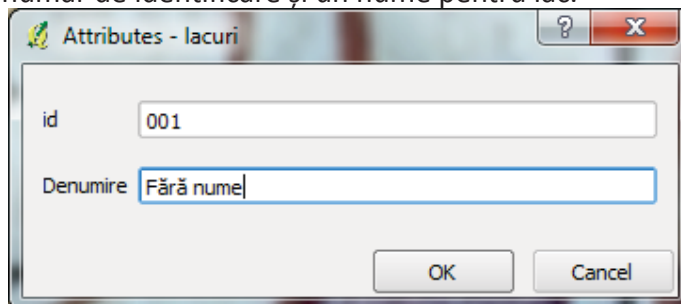 număr de identificare și un nume pentru lac.
Attributes - lacuri
id 001
Denumire Fără nume
OK Cancel